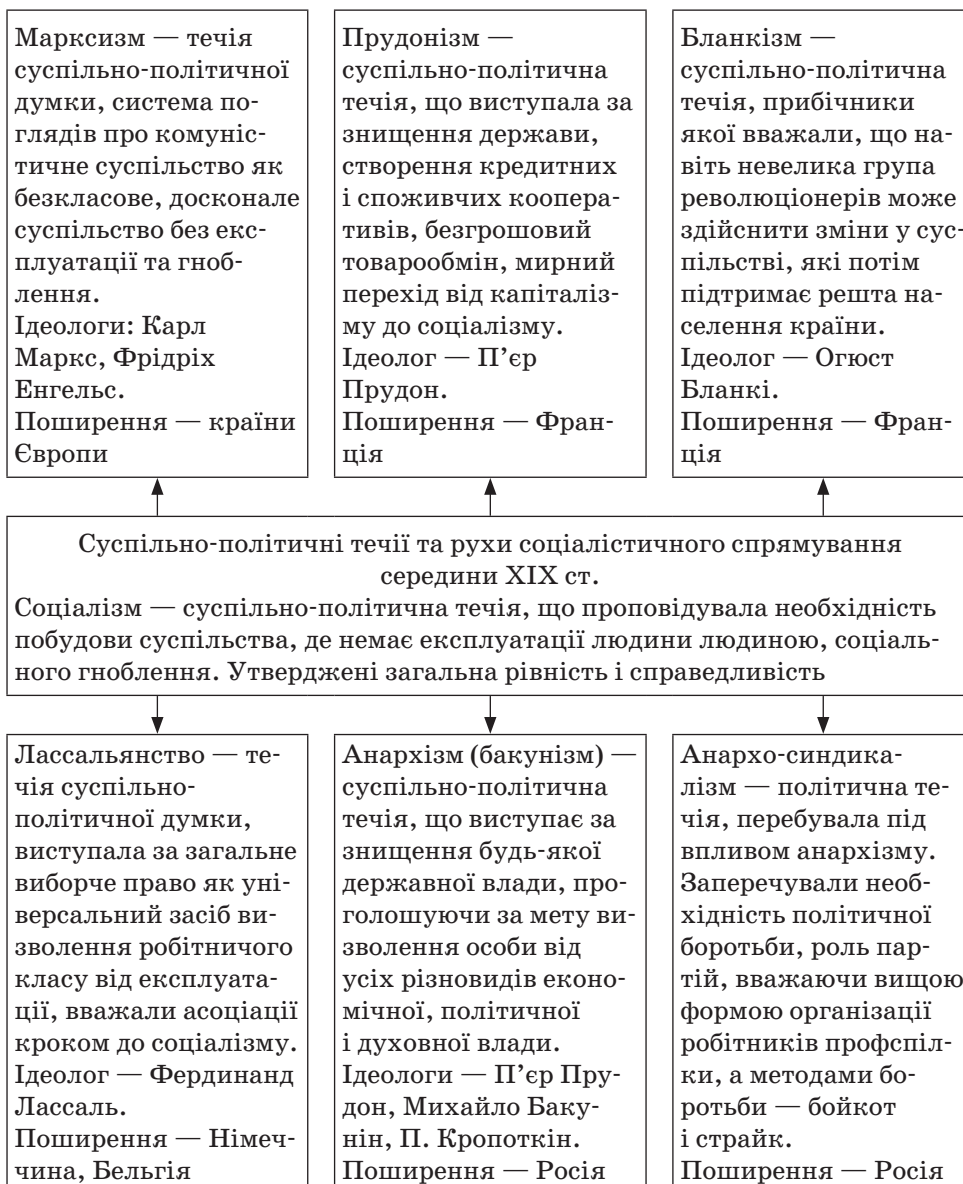 Марксизм — течія
суспільно-політичної
думки, система по-
глядів про комуніс-
тичне суспільство як
безкласове, досконале
суспільство без екс-
плуатації та гноб-
лення.
Ідеологи: Карл
Маркс, Фрідріх
Енгельс.
Поширення — країни
Європи
Прудонізм —
суспільно-політична
течія, що виступала за
знищення держави,
створення кредитних
і споживчих коопера-
тивів, безгрошовий
товарообмін, мирний
перехід від капіталіз-
му до соціалізму.
Ідеолог — П’єр
Прудон.
Поширення — Фран-
ція
Бланкізм —
суспільно-політична
течія, прибічники
якої вважали, що на-
віть невелика група
революціонерів може
здійснити зміни у сус-
пільстві, які потім
підтримає решта на-
селення країни.
Ідеолог — Огюст
Бланкі.
Поширення — Фран-
ція
Суспільно-політичні течії та рухи соціалістичного спрямування
середини XIX ст.
Соціалізм — суспільно-політична течія, що проповідувала необхідність
побудови суспільства, де немає експлуатації людини людиною, соціаль-
ного гноблення. Утверджені загальна рівність і справедливість
Лассальянство — те-
чія суспільно-
політичної думки,
виступала за загальне
виборче право як уні-
версальний засіб ви-
зволення робітничого
класу від експлуата-
ції, вважали асоціації
кроком до соціалізму.
Ідеолог — Фердинанд
Лассаль.
Поширення — Німеч-
чина, Бельгія
Анархізм (бакунізм) —
суспільно-політична
течія, що виступає за
знищення будь-якої
державної влади, про-
голошуючи за мету ви-
зволення особи від
усіх різновидів еконо-
мічної, політичної
і духовної влади.
Ідеологи — П’єр Пру-
дон, Михайло Баку-
нін, П. Кропоткін.
Поширення — Росія
Анархо-синдика-
лізм — політична те-
чія, перебувала під
впливом анархізму.
Заперечували необ-
хідність політичної
боротьби, роль пар-
тій, вважаючи вищою
формою організації
робітників профспіл-
ки, а методами бо-
ротьби — бойкот
і страйк.
Поширення — Росія